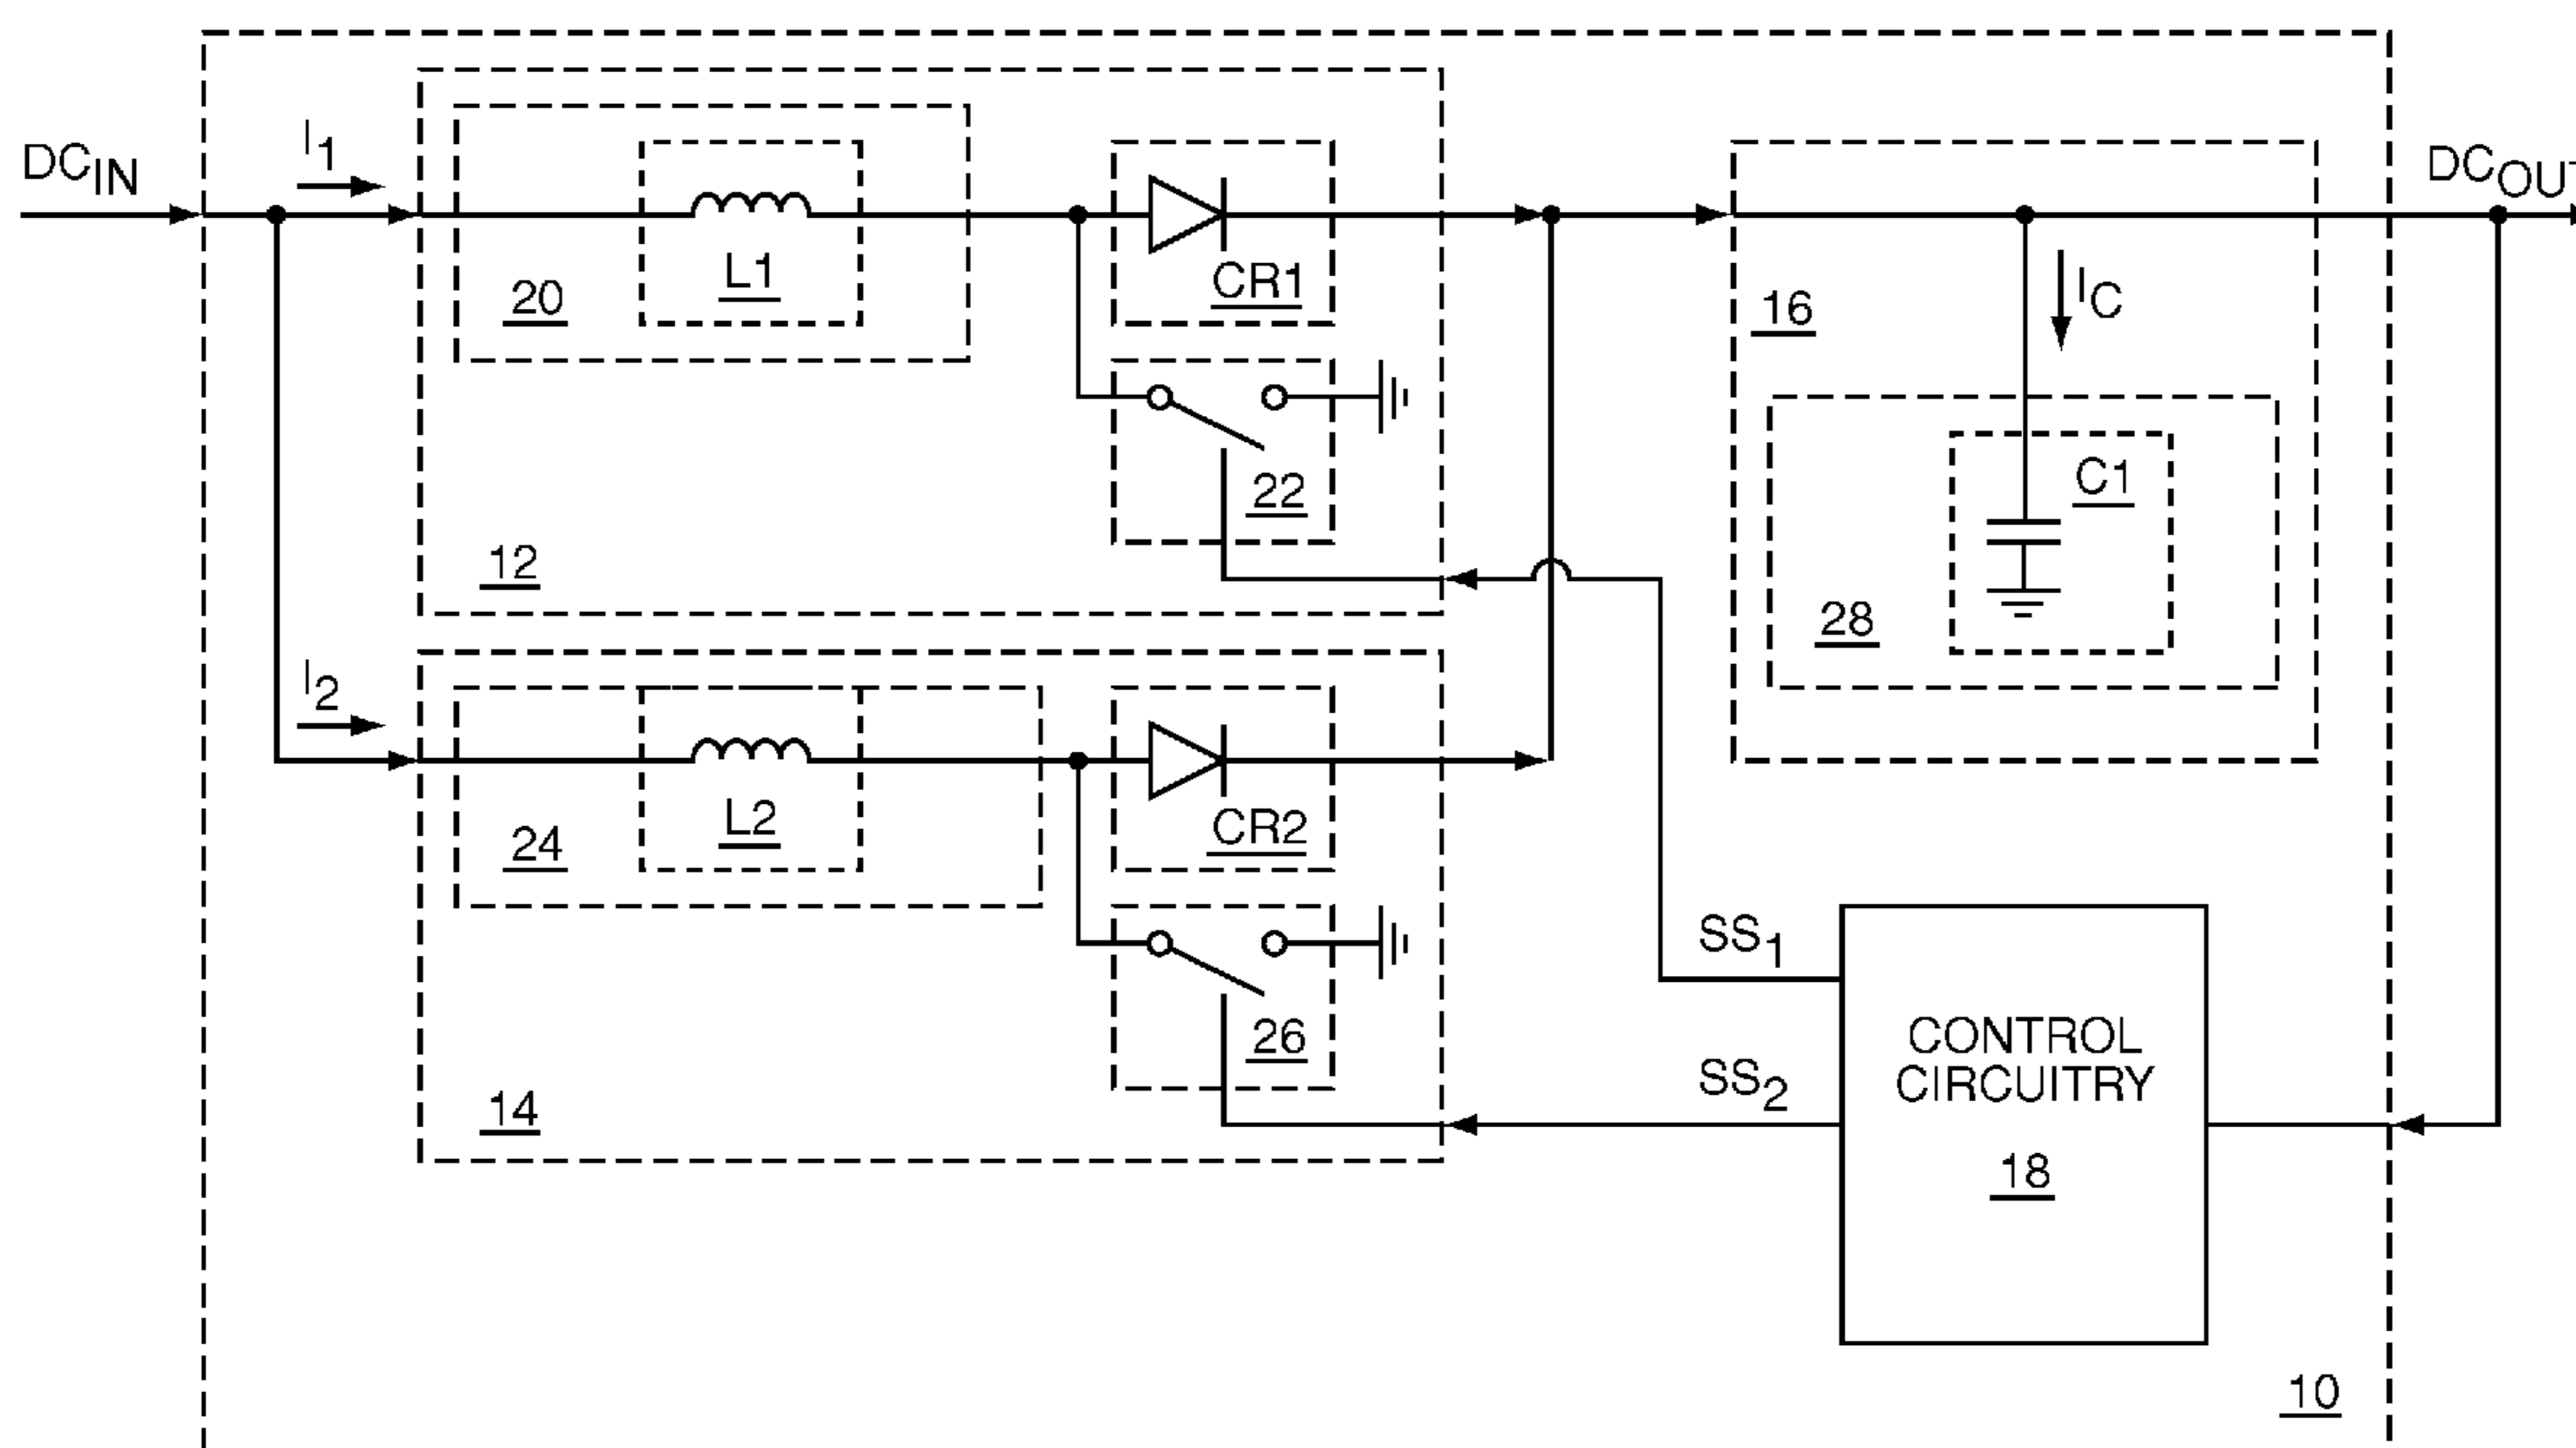 DCIN
I1
L1
20
CR1
22
12
I2
L2
24
CR2
26
14
16
IC
C1
28
DCOUT
SS1
SS2
CONTROL
CIRCUITRY
18
10